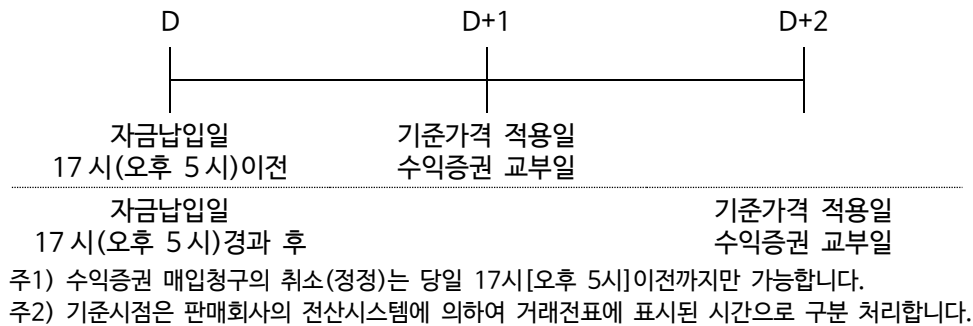 D D+1 D+2
자금납입일 기준가격 적용일
17 시(오후 5 시)이전 수익증권 교부일
자금납입일 기준가격 적용일
17 시(오후 5 시)경과 후 수익증권 교부일
주1) 수익증권 매입청구의 취소(정정)는 당일 17시[오후 5시]이전까지만 가능합니다.
주2) 기준시점은 판매회사의 전산시스템에 의하여 거래전표에 표시된 시간으로 구분 처리합니다.